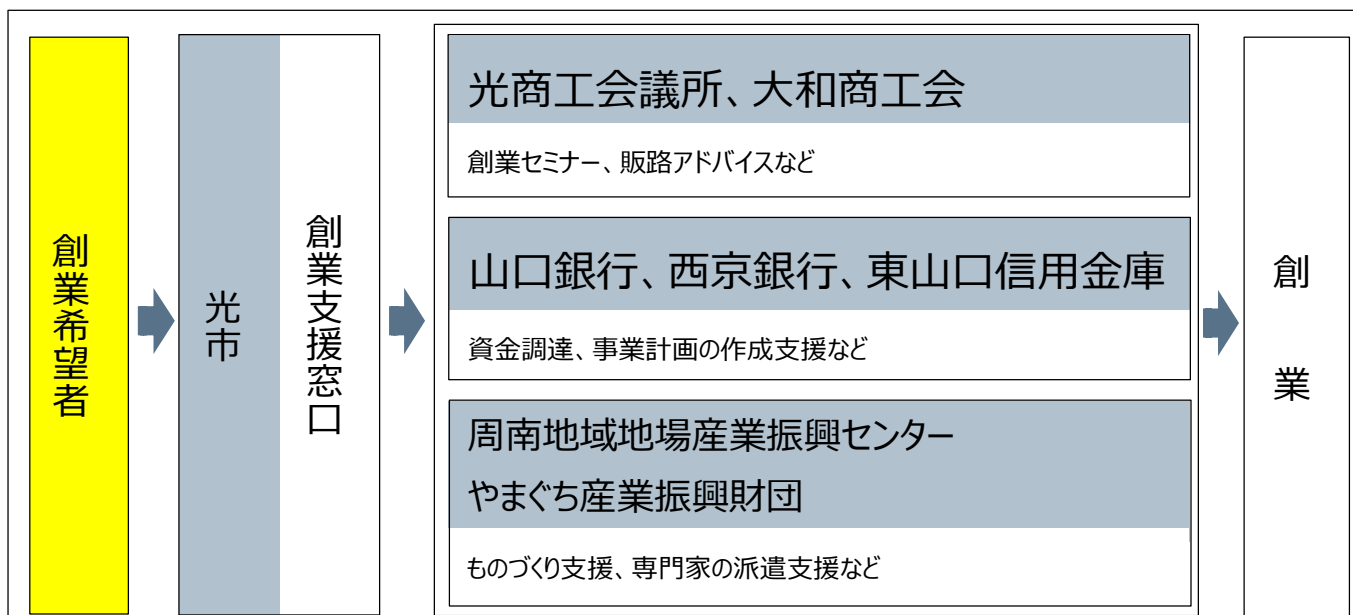 創業希望者
光市
創業支援窓口
光商工会議所、大和商工会
創業セミナー、販路アドバイスなど
山口銀行、西京銀行、東山口信用金庫
資金調達、事業計画の作成支援など
周南地域地場産業振興センター
やまぐち産業振興財団
ものづくり支援、専門家の派遣支援など
創業